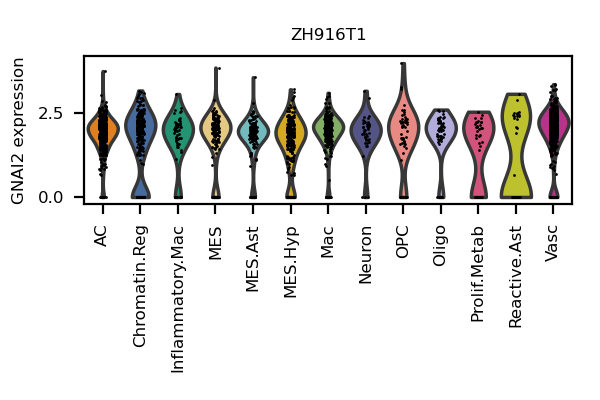 ZH916T1
GNAI2 expression
2.5
0.0
AC
Chromatin.Reg
Inflammatory.Mac
MES
MES.Ast
MES.Hyp
Mac
Neuron
OPC
Oligo
Prolif.Metab
Reactive.Ast
Vasc